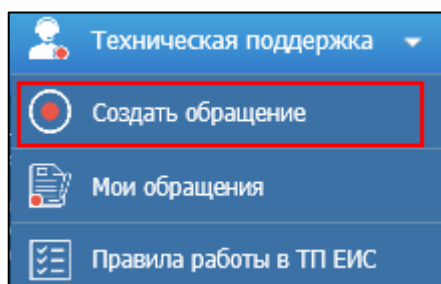 Техническая поддержка
Создать обращение
Мои обращения
Правила работы в ТП ЕИС